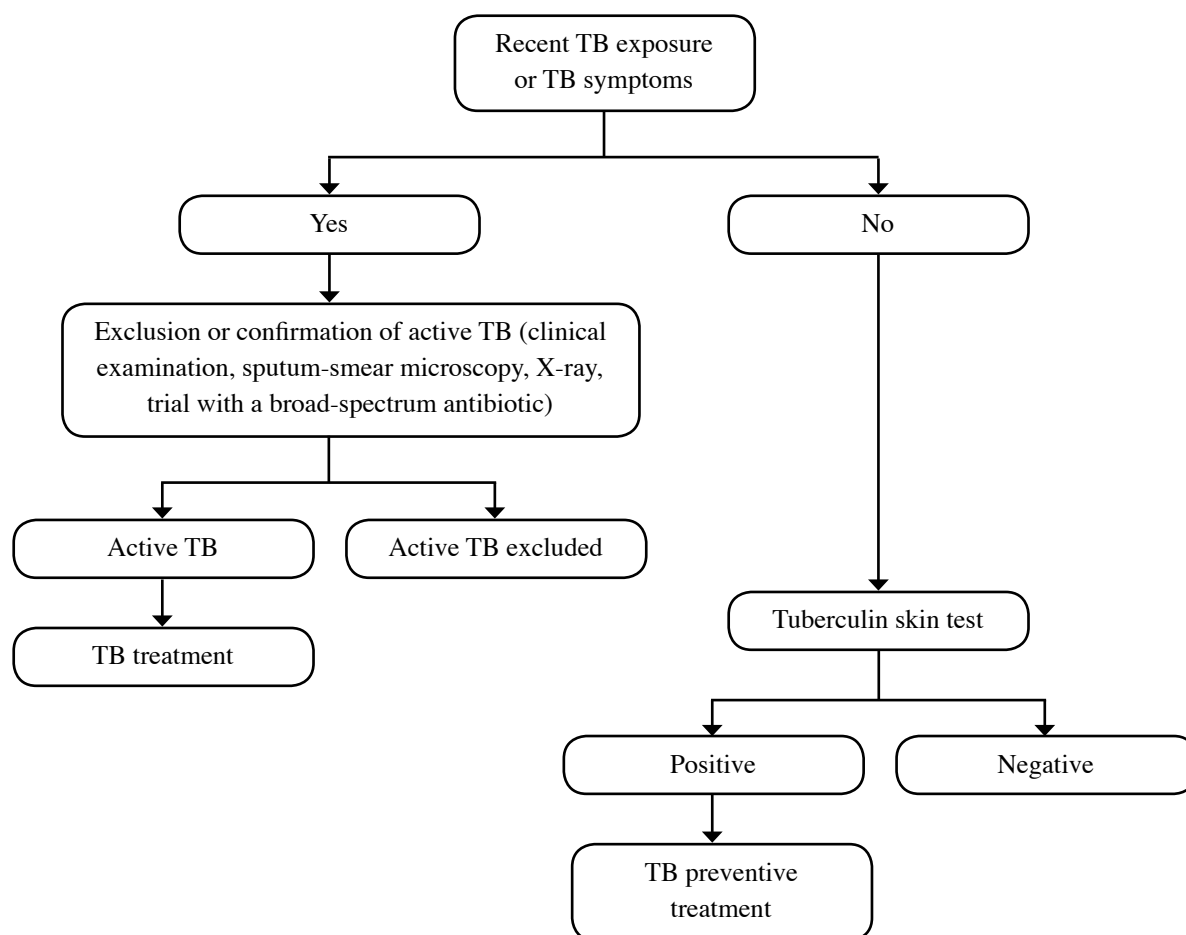 Recent TB exposure
or TB symptoms
Yes
No
Exclusion or confirmation of active TB (clinical
examination, sputum-smear microscopy, X-ray,
trial with a broad-spectrum antibiotic)
Active TB
Active TB excluded
TB treatment
Tuberculin skin test
Positive
Negative
TB preventive
treatment